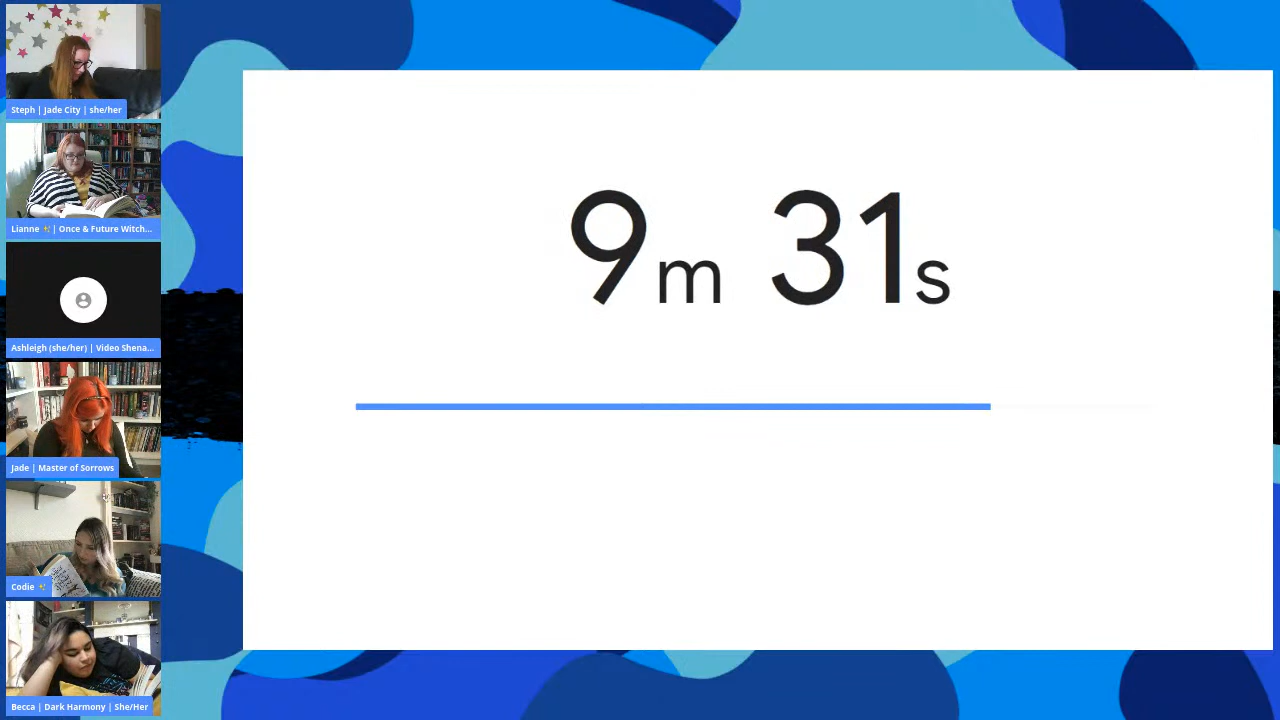 Steph | Jade City | she/her
Lianne ✨ | Once & Future Witch...
Ashleigh (she/her) | Video Shena...
Jade | Master of Sorrows
Codie ✨
Becca | Dark Harmony | She/Her
9m 31s